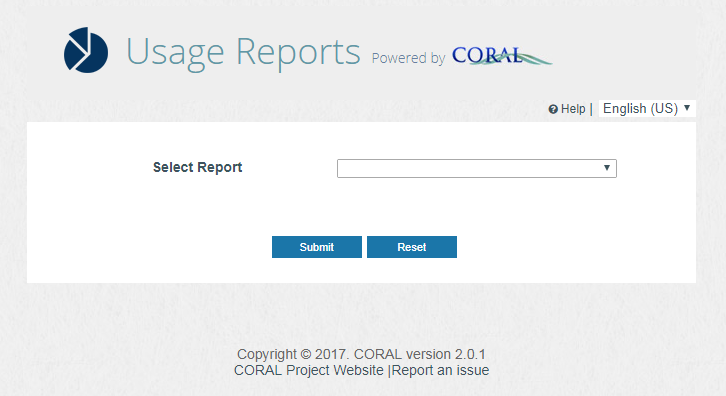 Usage Reports Powered by CORAL
Help | English (US)
Select Report
Submit Reset
Copyright © 2017. CORAL version 2.0.1
CORAL Project Website |Report an issue